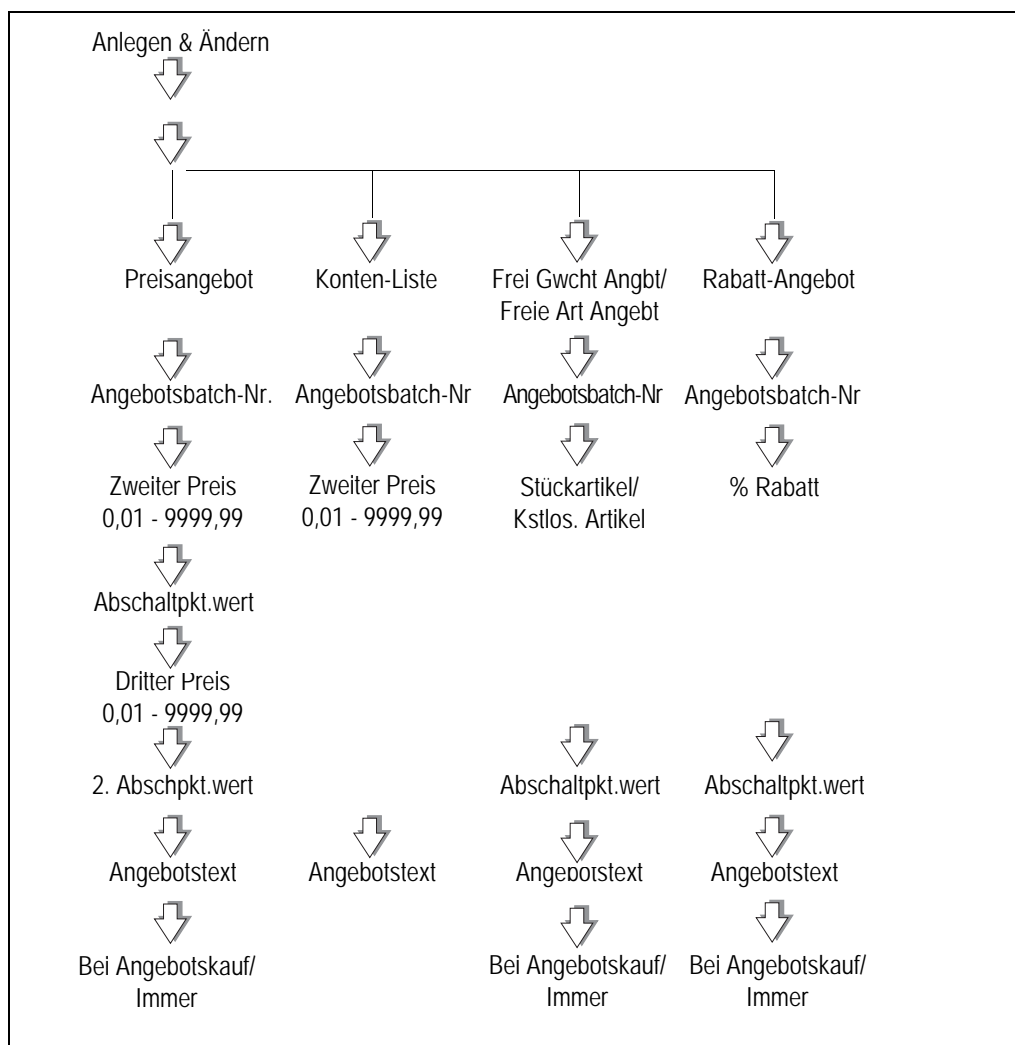 Anlegen & Ändern
Preisangebot
Konten-Liste
Frei Gwcht Angbt/
Freie Art Angebt
Rabatt-Angebot
Angebotsbatch-Nr.
Angebotsbatch-Nr
Angebotsbatch-Nr
Angebotsbatch-Nr
Zweiter Preis
0,01 - 9999,99
Zweiter Preis
0,01 - 9999,99
Stückartikel/
Kstlos. Artikel
% Rabatt
Abschaltpkt.wert
Dritter Preis
0,01 - 9999,99
2. Abschpkt.wert
Abschaltpkt.wert
Abschaltpkt.wert
Angebotstext
Angebotstext
Angebotstext
Angebotstext
Bei Angebotskauf/
Immer
Bei Angebotskauf/
Immer
Bei Angebotskauf/
Immer